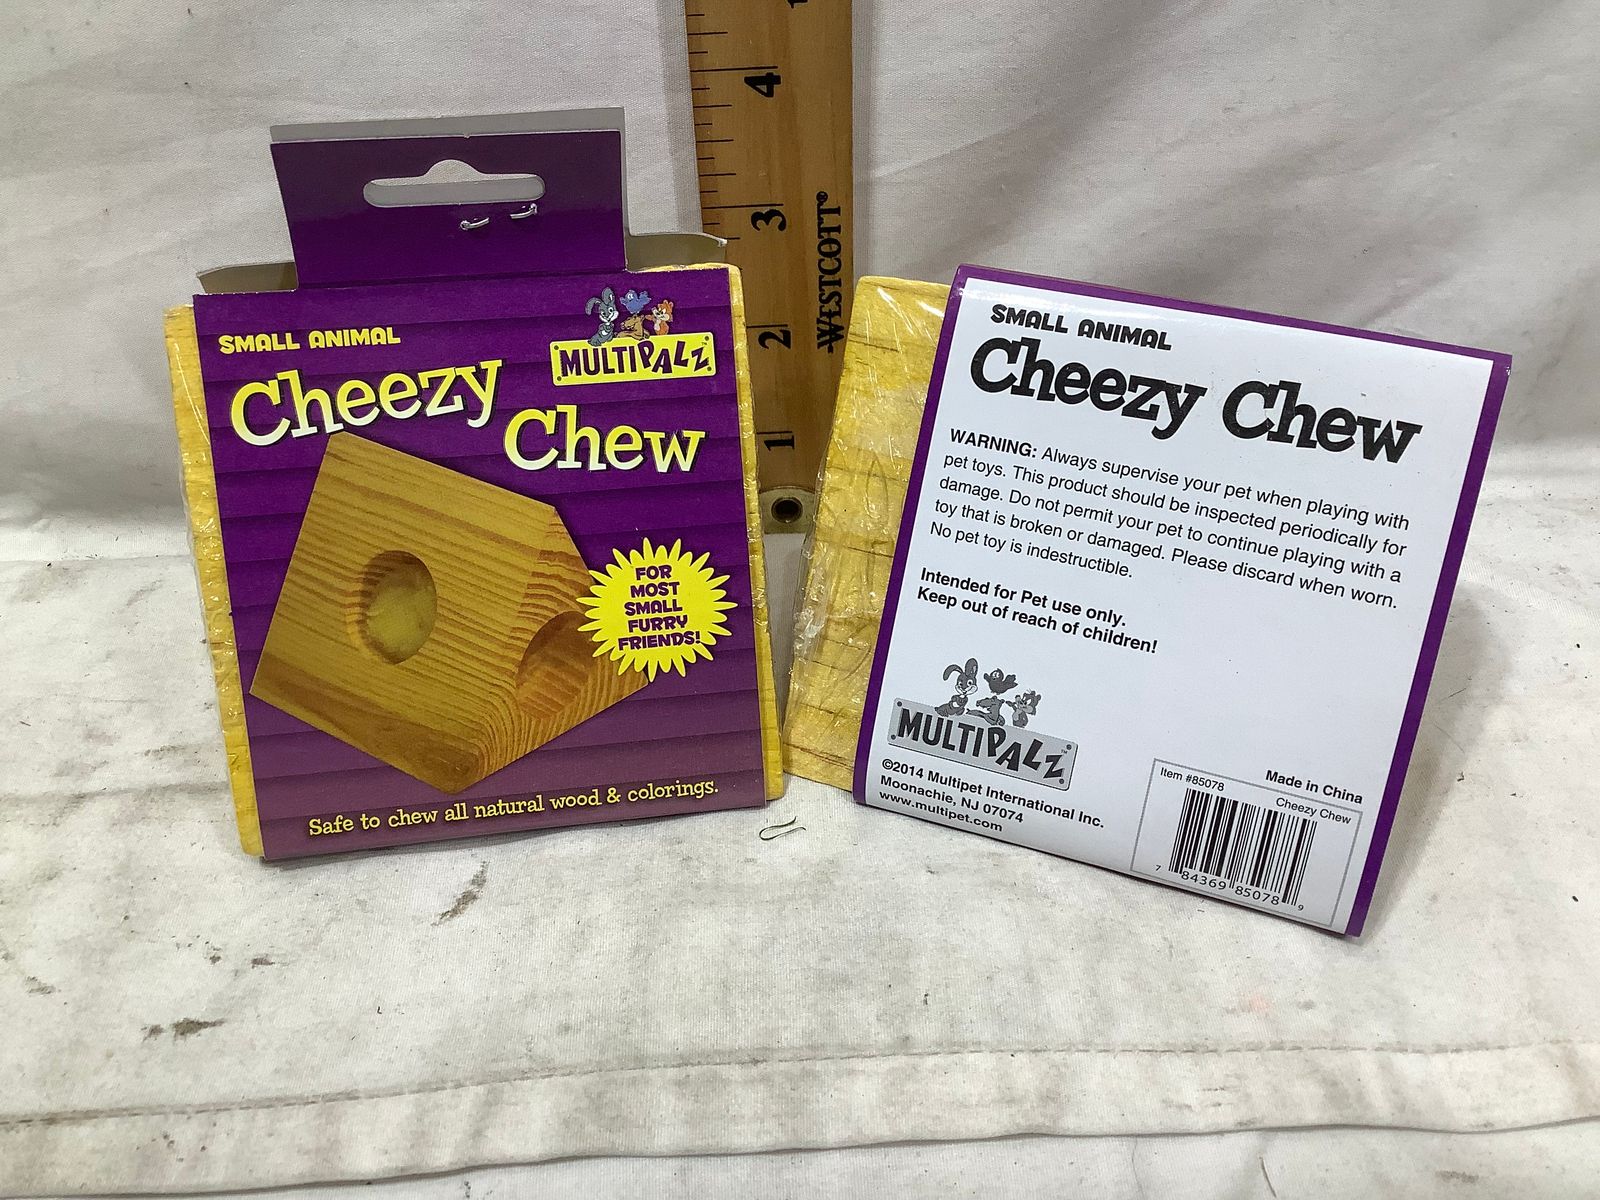 4
3
2
1
WESTCOTT®
SMALL ANIMAL
Cheezy
Chew
MULTIPALZ™
FOR
MOST
SMALL
FURRY
FRIENDS!
Safe to chew all natural wood & colorings.
SMALL ANIMAL
Cheezy Chew
WARNING: Always supervise your pet when playing with
pet toys. This product should be inspected periodically for
damage. Do not permit your pet to continue playing with a
toy that is broken or damaged. Please discard when worn.
No pet toy is indestructible.
Intended for Pet use only.
Keep out of reach of children!
MULTIPALZ™
©2014 Multipet International Inc.
Moonachie, NJ 07074
www.multipet.com
Made in China
Item #85078
Cheezy Chew
7 84369 85078 9